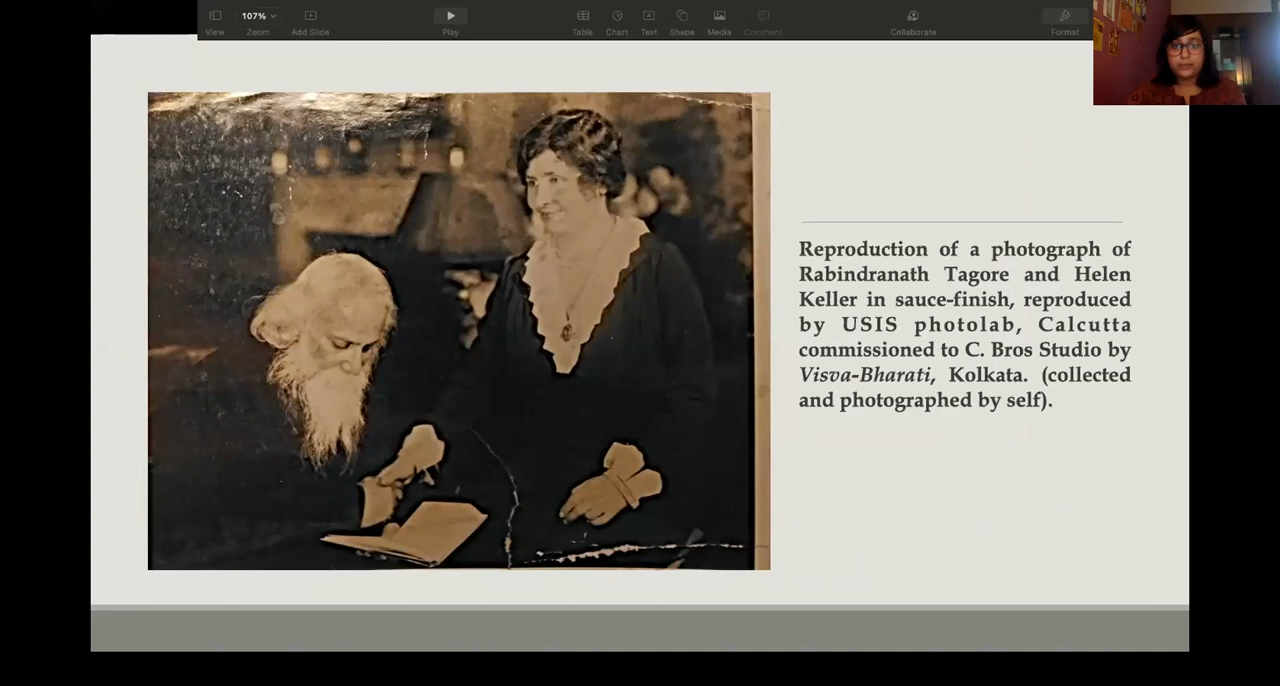 107%
View Zoom Add Slide Play Table Chart Text Shape Media Comment Collaborate Format
Reproduction of a photograph of
Rabindranath Tagore and Helen
Keller in sauce-finish, reproduced
by USIS photolab, Calcutta
commissioned to C. Bros Studio by
Visva-Bharati, Kolkata. (collected
and photographed by self).